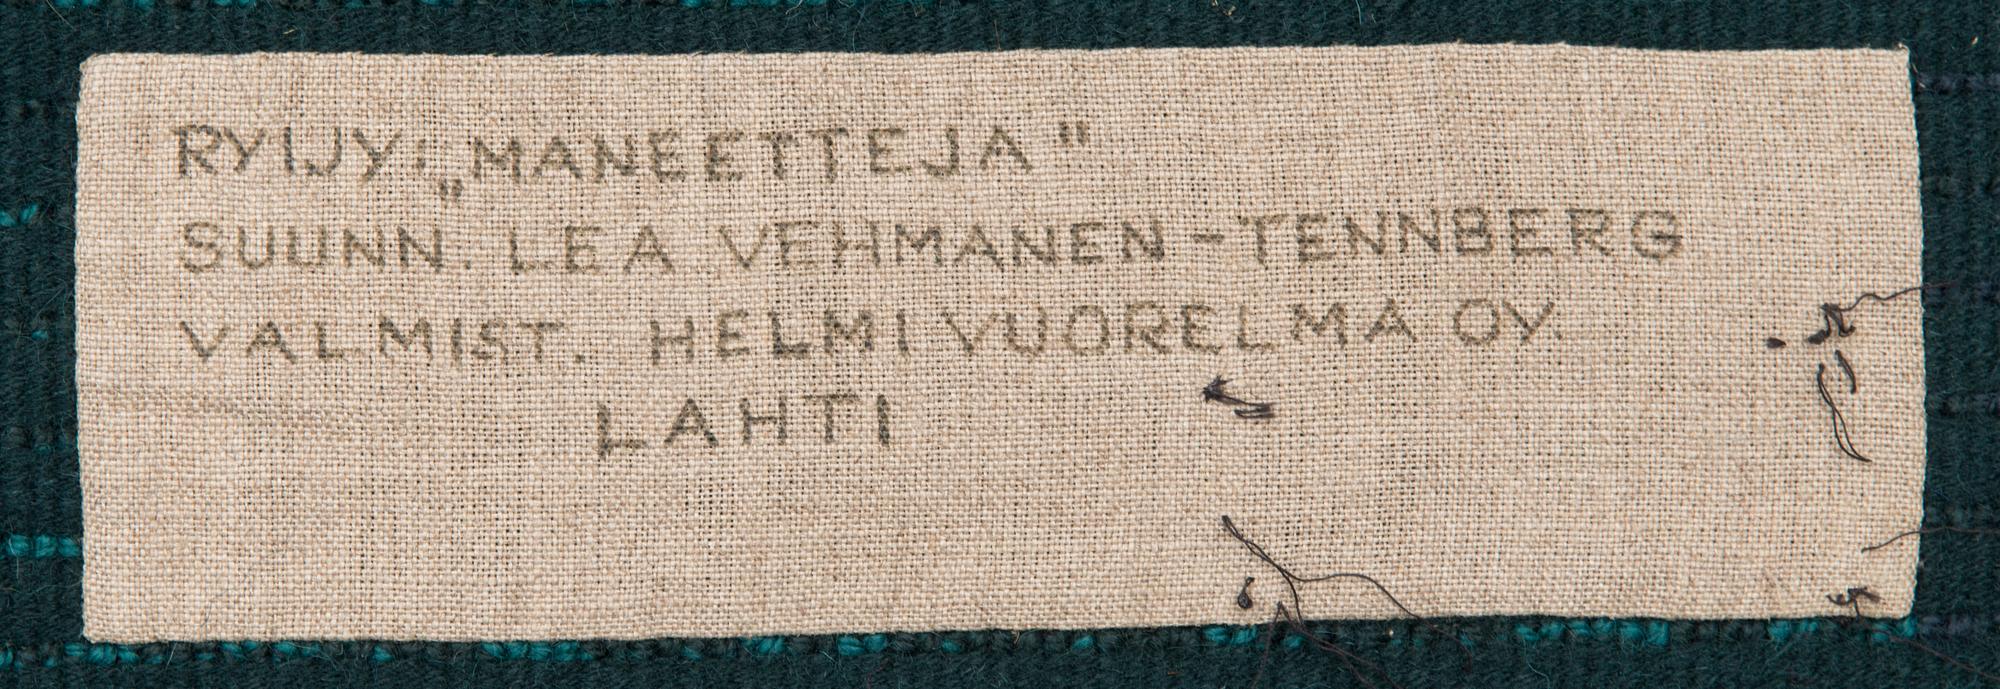 RYIJY: „MANEETTEJA"
SUUNN. LEA VEHMANEN-TENNBERG
VALMIST. HELMI VUORELMA OY.
LAHTI